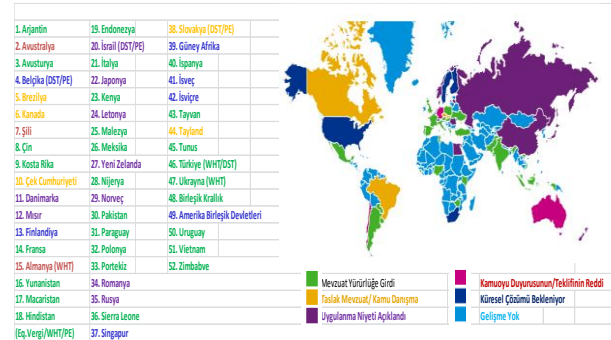 1. Arjantin
2. Avustralya
3. Avusturya
4. Belçika (DST/PE)
5. Brezilya
6. Kanada
7. Şili
8. Çin
9. Kosta Rika
10. Çek Cumhuriyeti
11. Danimarka
12. Mısır
13. Finlandiya
14. Fransa
15. Almanya (WHT)
16. Yunanistan
17. Macaristan
18. Hindistan
(Eq.Vergi/WHT/PE)
19. Endonezya
20. İsrail (DST/PE)
21. İtalya
22. Japonya
23. Kenya
24. Letonya
25. Malezya
26. Meksika
27. Yeni Zelanda
28. Nijerya
29. Norveç
30. Pakistan
31. Paraguay
32. Polonya
33. Portekiz
34. Romanya
35. Rusya
36. Sierra Leone
37. Singapur
38. Slovakya (DST/PE)
39. Güney Afrika
40. İspanya
41. İsveç
42. İsviçre
43. Tayvan
44. Tayland
45. Tunus
46. Türkiye (WHT/DST)
47. Ukrayna (WHT)
48. Birleşik Krallık
49. Amerika Birleşik Devletleri
50. Uruguay
51. Vietnam
52. Zimbabve
Mevzuat Yürürlüğe Girdi
Taslak Mevzuat/ Kamu Danışma
Uygulanma Niyeti Açıklandı
Kamuoyu Duyurusunun/Teklifinin Reddi
Küresel Çözümü Bekleniyor
Gelişme Yok